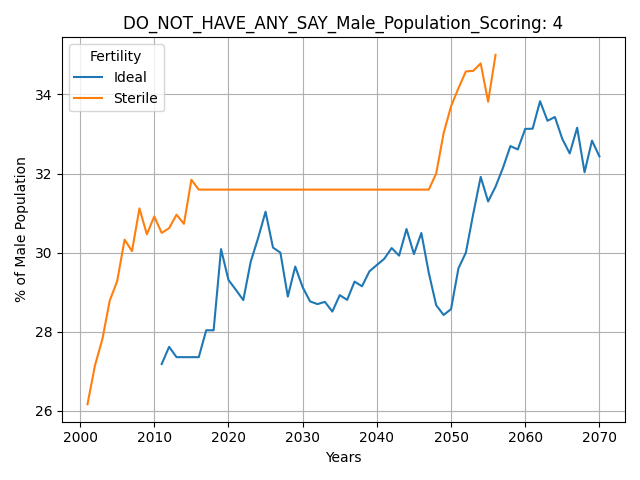 DO_NOT_HAVE_ANY_SAY_Male_Population_Scoring: 4
Fertility
Ideal
Sterile
% of Male Population
34
32
30
28
26
2000 2010 2020 2030 2040 2050 2060 2070
Years